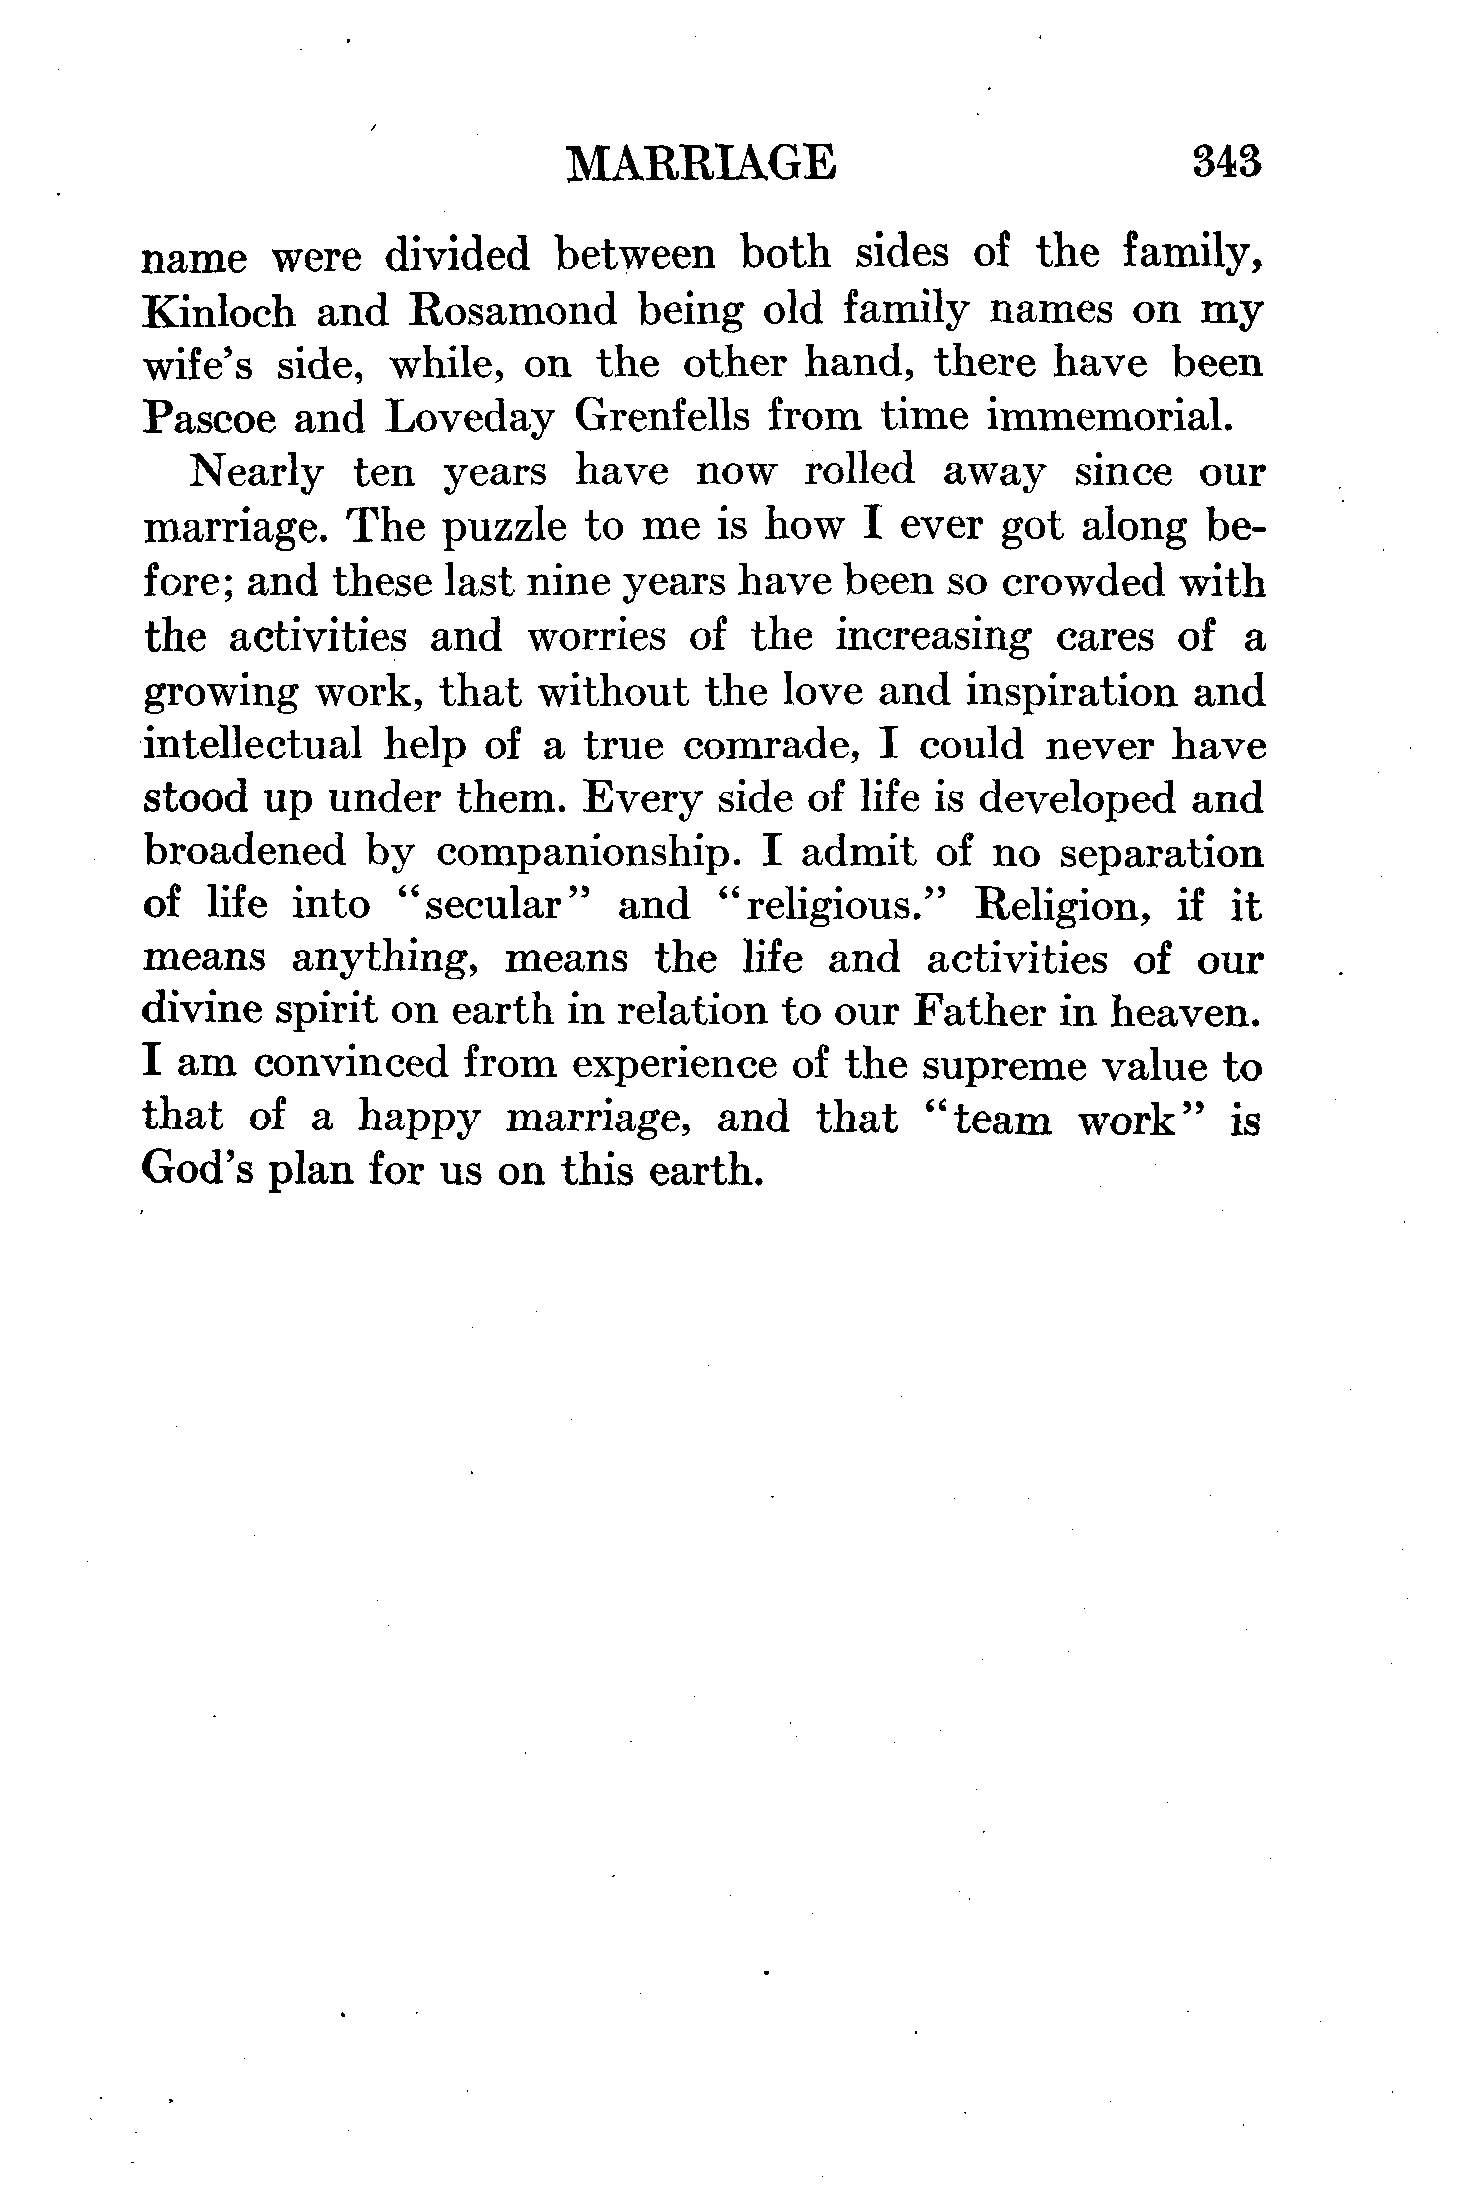 MARRIAGE 343
name were divided between both sides of the family,
Kinloch and Rosamond being old family names on my
wife's side, while, on the other hand, there have been
Pascoe and Loveday Grenfells from time immemorial.
Nearly ten years have now rolled away since our
marriage. The puzzle to me is how I ever got along be-
fore; and these last nine years have been so crowded with
the activities and worries of the increasing cares of a
growing work, that without the love and inspiration and
intellectual help of a true comrade, I could never have
stood up under them. Every side of life is developed and
broadened by companionship. I admit of no separation
of life into "secular" and "religious." Religion, if it
means anything, means the life and activities of our
divine spirit on earth in relation to our Father in heaven.
I am convinced from experience of the supreme value to
that of a happy marriage, and that "team work" is
God's plan for us on this earth.